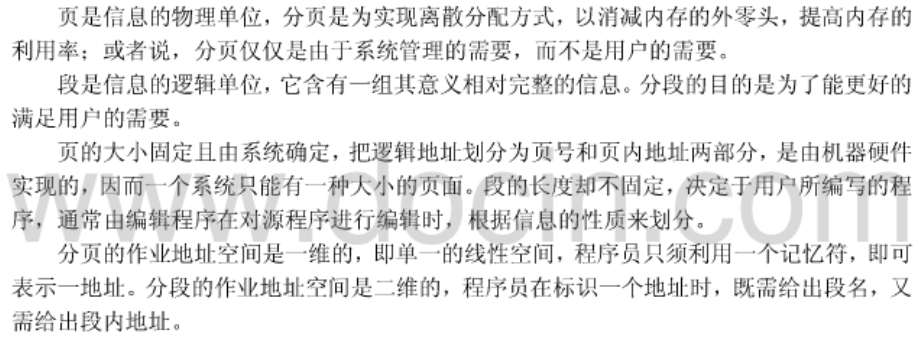 页是信息的物理单位，分页是为实现离散分配方式，以消减内存的外零头，提高内存的
利用率；或者说，分页仅仅是由于系统管理的需要，而不是用户的需要。
段是信息的逻辑单位，它含有一组其意义相对完整的信息。分段的目的是为了能更好的
满足用户的需要。
页的大小固定且由系统确定，把逻辑地址划分为页号和页内地址两部分，是由机器硬件
实现的，因而一个系统只能有一种大小的页面。段的长度却不固定，决定于用户所编写的程
序，通常由编辑程序在对源程序进行编辑时，根据信息的性质来划分。
www.docin.com
分页的作业地址空间是一维的，即单一的线性空间，程序员只须利用一个记忆符，即可
表示一地址。分段的作业地址空间是二维的，程序员在标识一个地址时，既需给出段名，又
需给出段内地址。